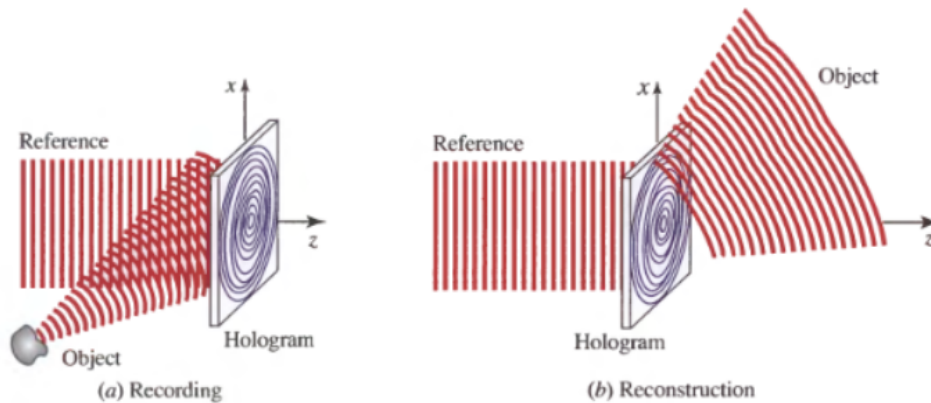 x
Reference
z
Hologram
Object
(a) Recording
Object
x
Reference
z
Hologram
(b) Reconstruction